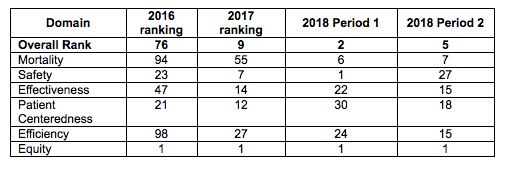 Domain 2016 ranking 2017 ranking 2018 Period 1 2018 Period 2
Overall Rank 76 9 2 5
Mortality 94 55 6 7
Safety 23 7 1 27
Effectiveness 47 14 22 15
Patient Centeredness 21 12 30 18
Efficiency 98 27 24 15
Equity 1 1 1 1